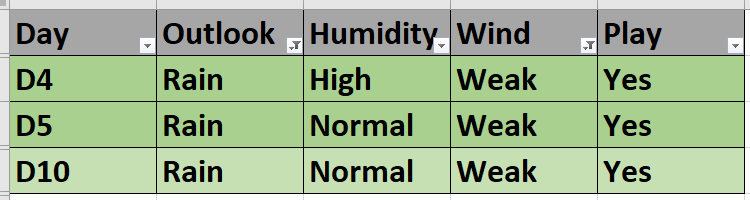 Day Outlook Humidity Wind Play
D4 Rain High Weak Yes
D5 Rain Normal Weak Yes
D10 Rain Normal Weak Yes